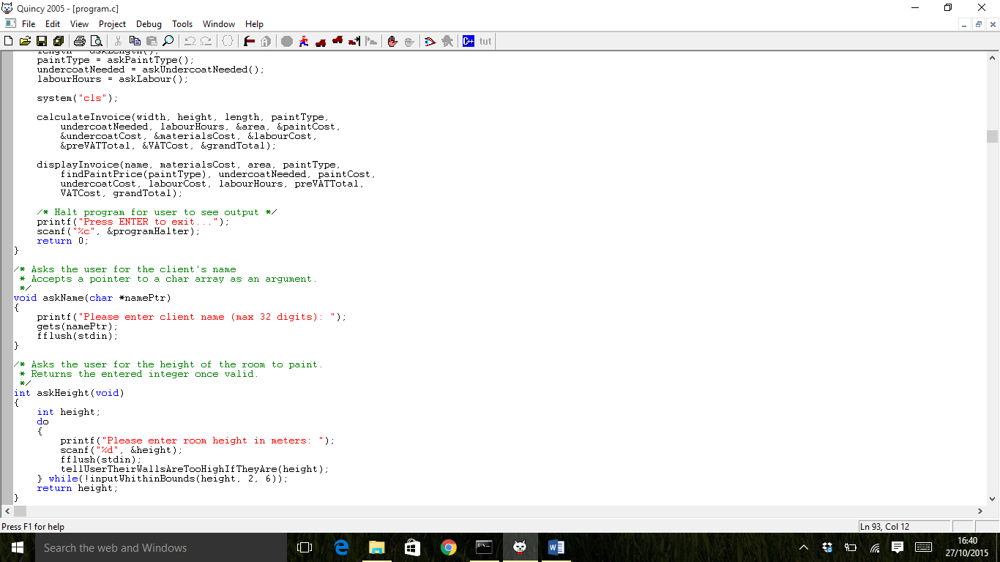 Quincy 2005 - [program.c]
File Edit View Project Debug Tools Window Help
C++ tut
length = askLength();
paintType = askPaintType();
undercoatNeeded = askUndercoatNeeded();
labourHours = askLabour();
system("cls");
calculateInvoice(width, height, length, paintType,
undercoatNeeded, labourHours, &area, &paintCost,
&undercoatCost, &materialsCost, &labourCost,
&preVATTotal, &VATCost, &grandTotal);
displayInvoice(name, materialsCost, area, paintType,
findPaintPrice(paintType), undercoatNeeded, paintCost,
undercoatCost, labourCost, labourHours, preVATTotal,
VATCost, grandTotal);
/* Halt program for user to see output */
printf("Press ENTER to exit...");
scanf("%c", &programHalter);
return 0;
}
/* Asks the user for the client's name
* Accepts a pointer to a char array as an argument.
*/
void askName(char *namePtr)
{
printf("Please enter client name (max 32 digits): ");
gets(namePtr);
fflush(stdin);
}
/* Asks the user for the height of the room to paint.
* Returns the entered integer once valid.
*/
int askHeight(void)
{
int height;
do
{
printf("Please enter room height in meters: ");
scanf("%d", &height);
fflush(stdin);
tellUserTheirWallsAreTooHighIfTheyAre(height);
} while(!inputWhithinBounds(height, 2, 6));
return height;
}
Press F1 for help
Ln 93, Col 12
Search the web and Windows
16:40
27/10/2015